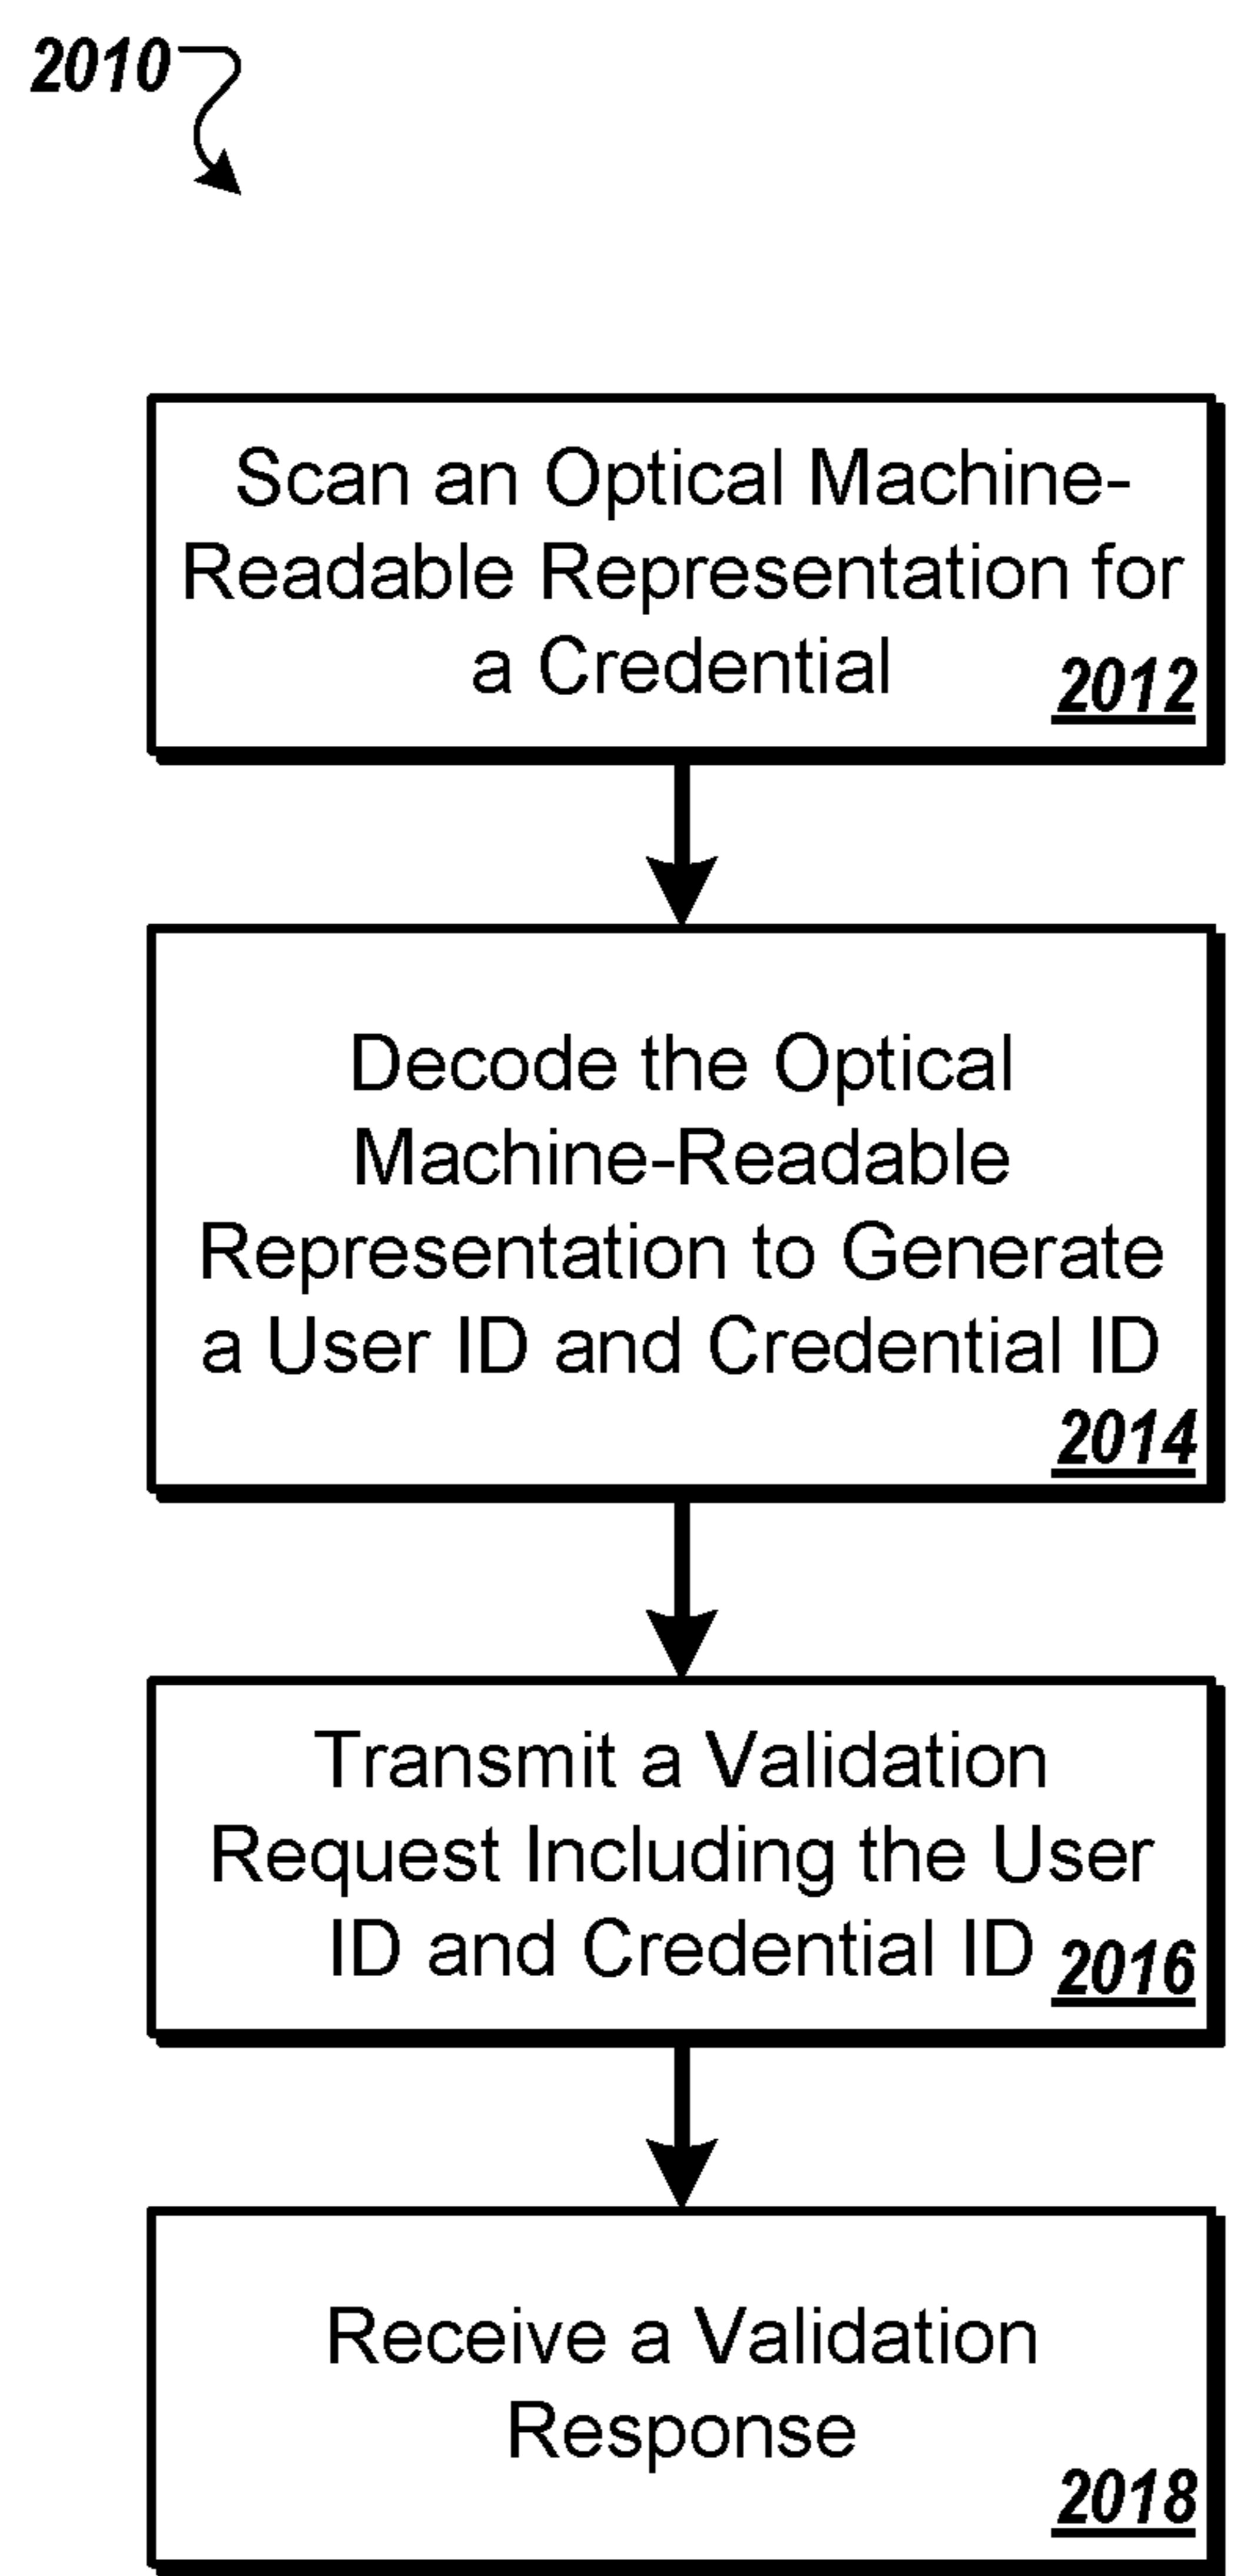 2010
Scan an Optical Machine-
Readable Representation for
a Credential
2012
Decode the Optical
Machine-Readable
Representation to Generate
a User ID and Credential ID
2014
Transmit a Validation
Request Including the User
ID and Credential ID
2016
Receive a Validation
Response
2018